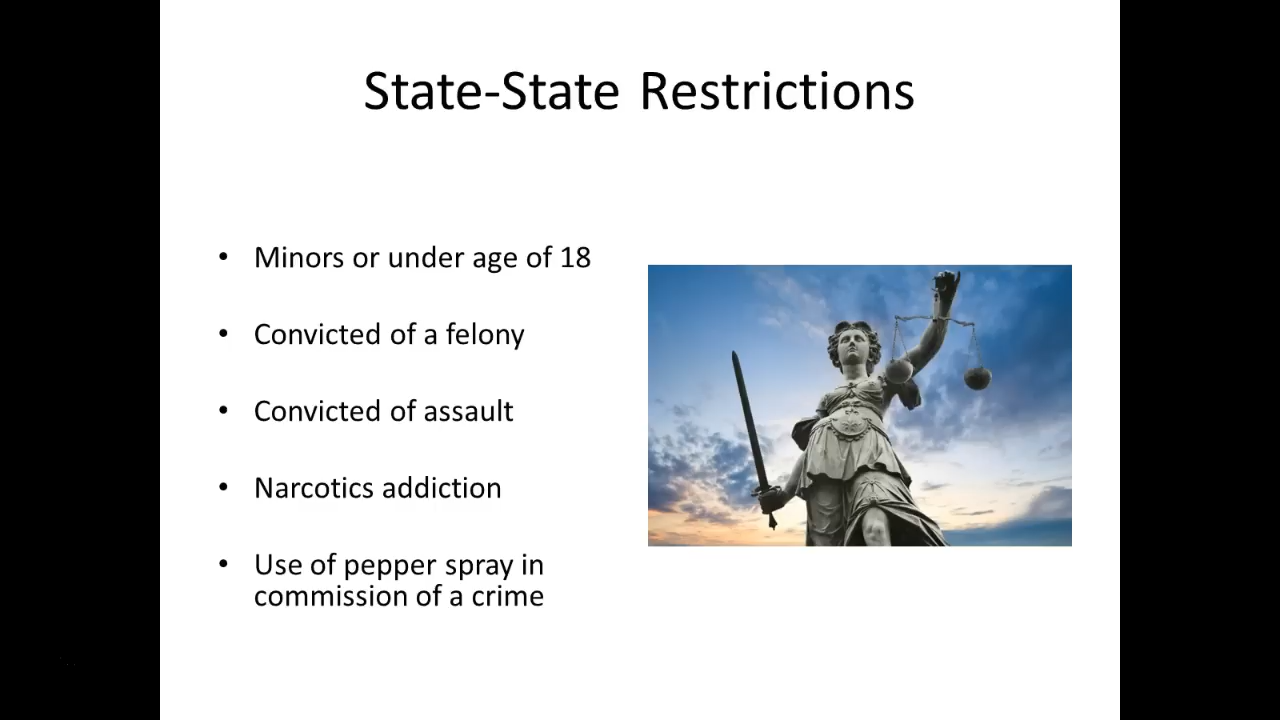 State-State Restrictions
• Minors or under age of 18
• Convicted of a felony
• Convicted of assault
• Narcotics addiction
• Use of pepper spray in
commission of a crime